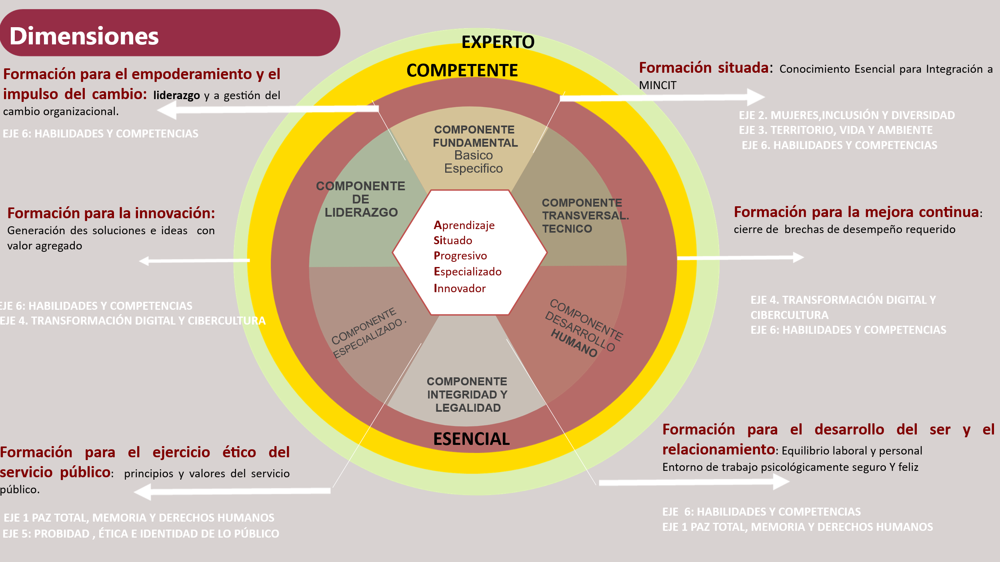 Dimensiones
EXPERTO
COMPETENTE
Formación para el empoderamiento y el
impulso del cambio: liderazgo y a gestión del
cambio organizacional.
EJE 6: HABILIDADES Y COMPETENCIAS
Formación situada: Conocimiento Esencial para Integración a
MINCIT
EJE 2. MUJERES,INCLUSIÓN Y DIVERSIDAD
EJE 3. TERRITORIO, VIDA Y AMBIENTE
EJE 6. HABILIDADES Y COMPETENCIAS
COMPONENTE
FUNDAMENTAL
Basico
Especifico
COMPONENTE
DE
LIDERAZGO
COMPONENTE
TRANSVERSAL.
TECNICO
Formación para la innovación:
Generación des soluciones e ideas con
valor agregado
EJE 6: HABILIDADES Y COMPETENCIAS
EJE 4. TRANSFORMACIÓN DIGITAL Y CIBERCULTURA
Aprendizaje
Situado
Progresivo
Especializado
Innovador
Formación para la mejora continua:
cierre de brechas de desempeño requerido
EJE 4. TRANSFORMACIÓN DIGITAL Y
CIBERCULTURA
EJE 6: HABILIDADES Y COMPETENCIAS
COMPONENTE
ESPECIALIZADO .
COMPONENTE
DESARROLLO
HUMANO
COMPONENTE
INTEGRIDAD Y
LEGALIDAD
ESENCIAL
Formación para el ejercicio ético del
servicio público: principios y valores del servicio
público.
EJE 1 PAZ TOTAL, MEMORIA Y DERECHOS HUMANOS
EJE 5: PROBIDAD , ÉTICA E IDENTIDAD DE LO PÚBLICO
Formación para el desarrollo del ser y el
relacionamiento: Equilibrio laboral y personal
Entorno de trabajo psicológicamente seguro Y feliz
EJE 6: HABILIDADES Y COMPETENCIAS
EJE 1 PAZ TOTAL, MEMORIA Y DERECHOS HUMANOS